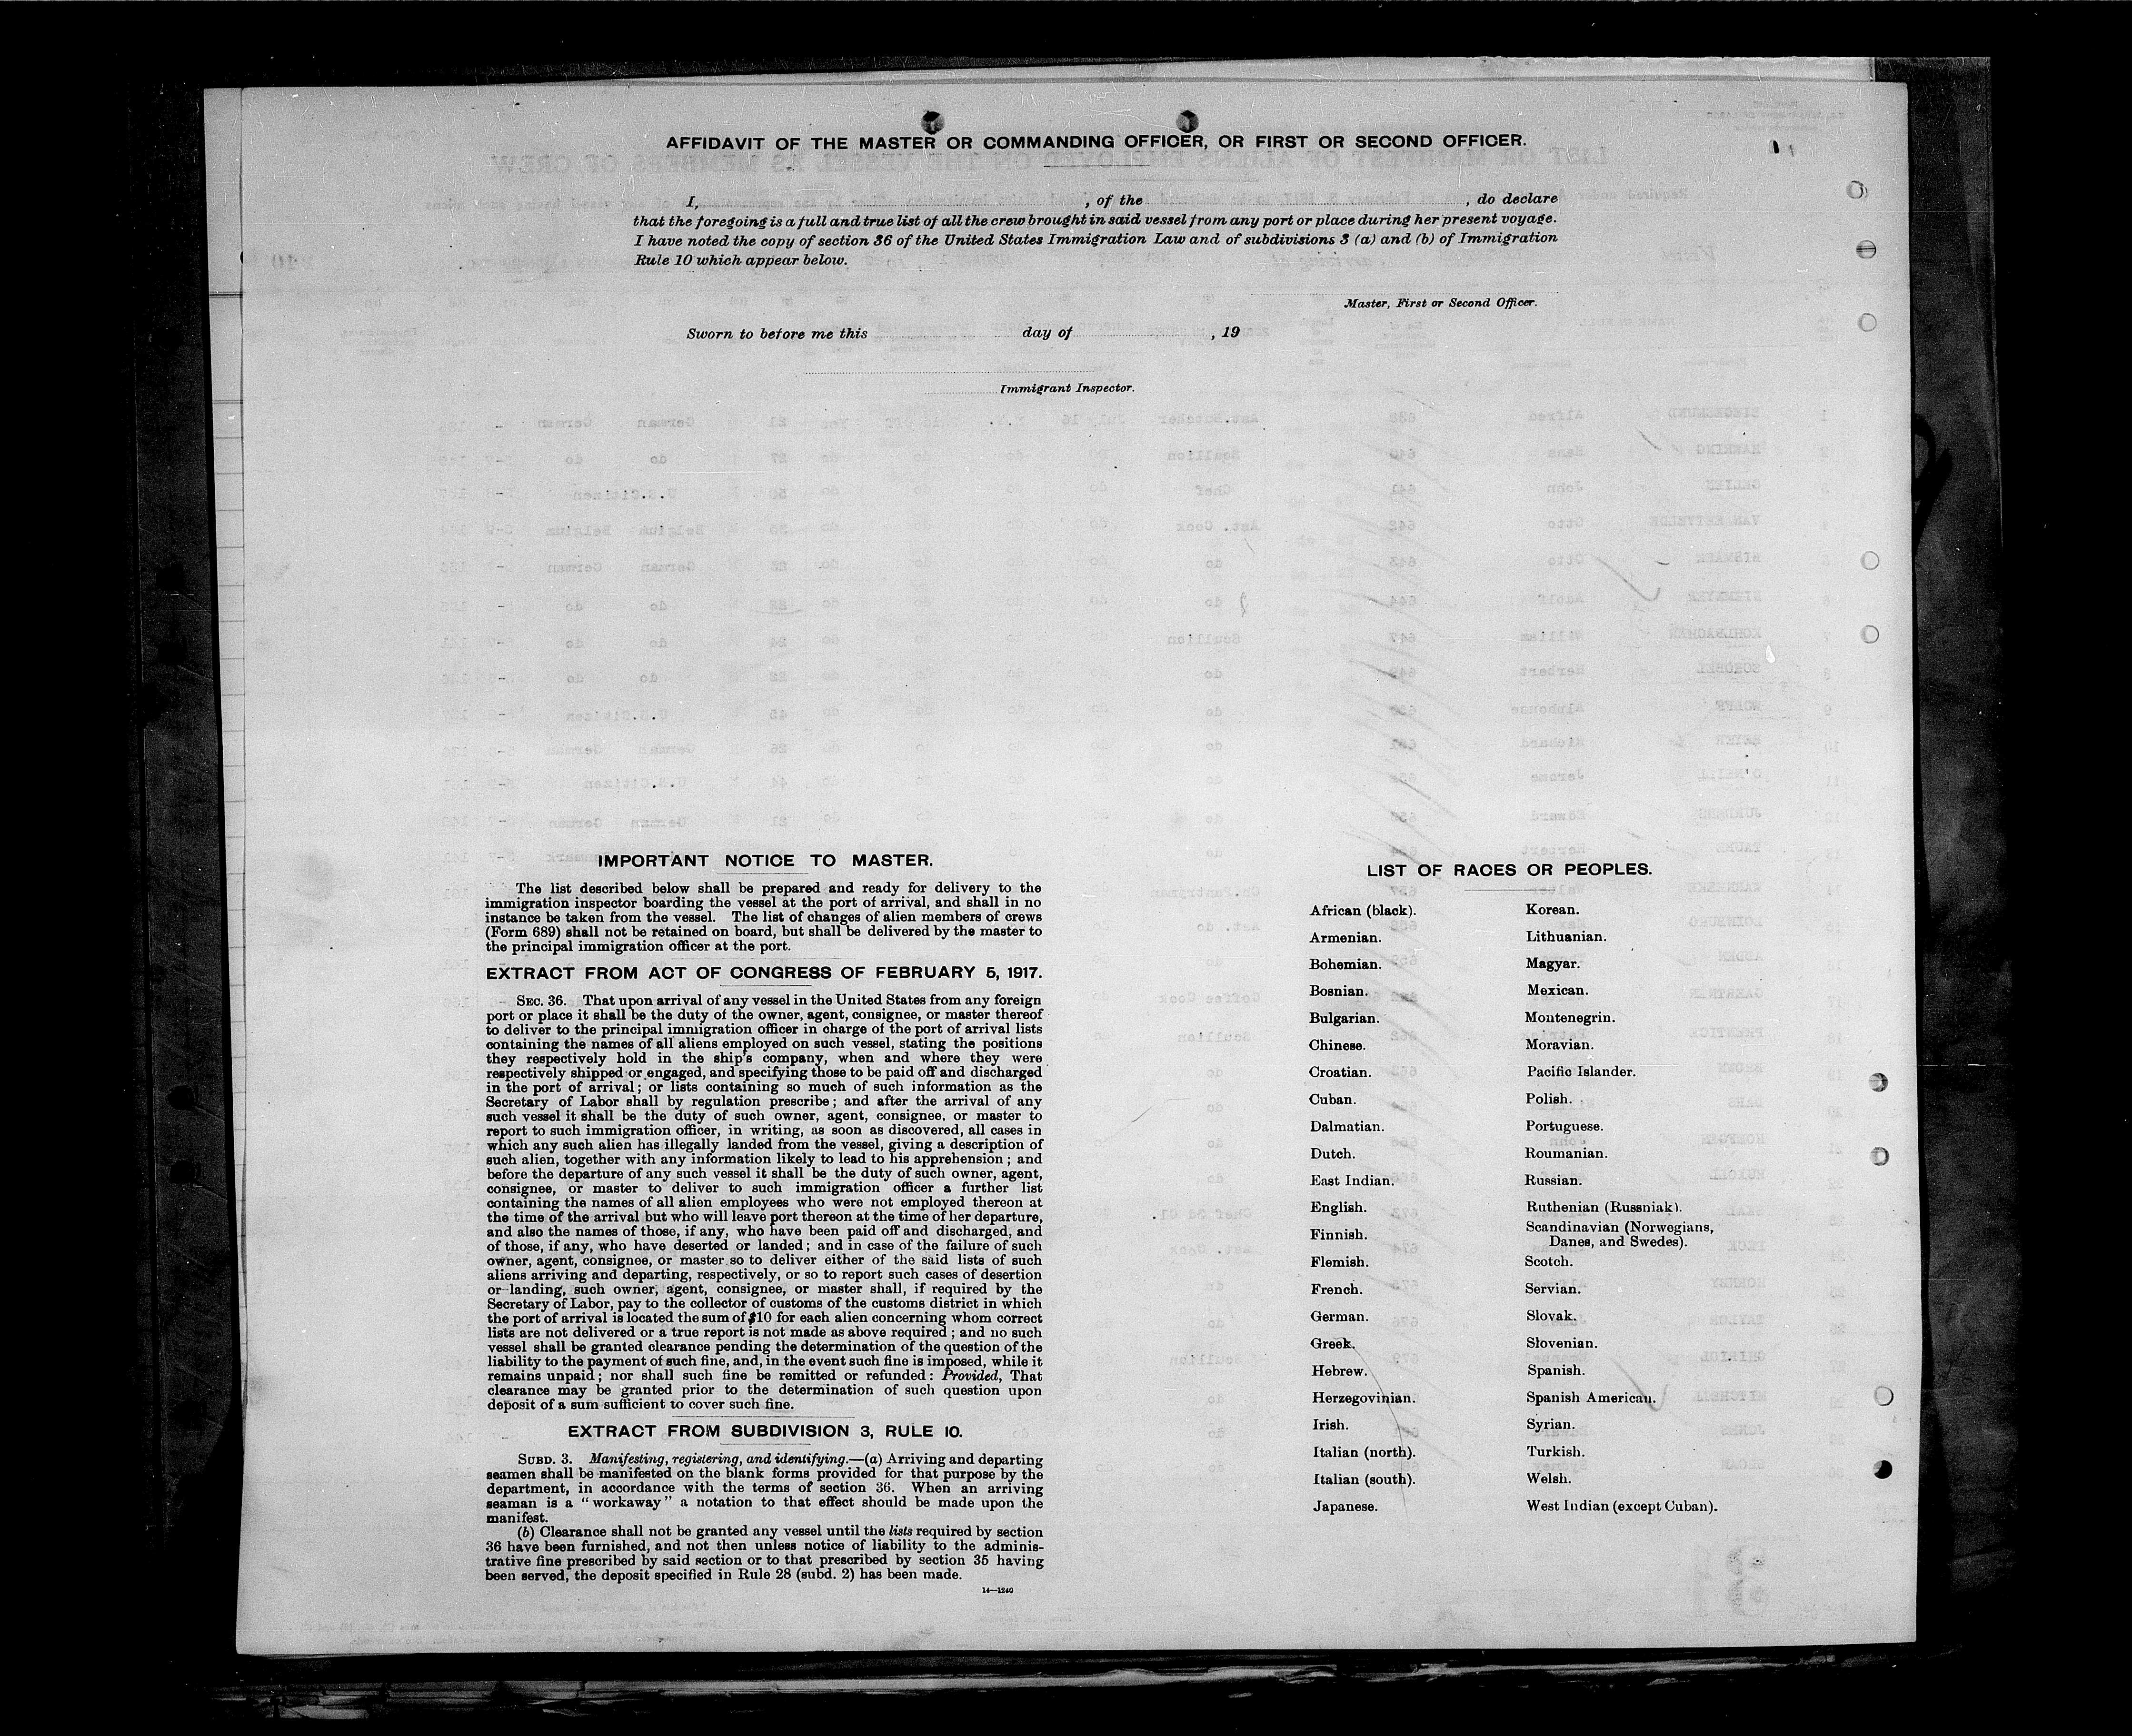 AFFIDAVIT OF THE MASTER OR COMMANDING OFFICER, OR FIRST OR SECOND OFFICER.
I, , of the , do declare
that the foregoing is a full and true list of all the crew brought in said vessel from any port or place during her present voyage.
I have noted the copy of section 36 of the United States Immigration Law and of subdivisions 3 (a) and (b) of Immigration
Rule 10 which appear below.
Master, First or Second Officer.
Sworn to before me this day of , 19
Immigrant Inspector.
IMPORTANT NOTICE TO MASTER.
The list described below shall be prepared and ready for delivery to the
immigration inspector boarding the vessel at the port of arrival, and shall in no
instance be taken from the vessel. The list of changes of alien members of crews
(Form 689) shall not be retained on board, but shall be delivered by the master to
the principal immigration officer at the port.
EXTRACT FROM ACT OF CONGRESS OF FEBRUARY 5, 1917.
SEC. 36. That upon arrival of any vessel in the United States from any foreign
port or place it shall be the duty of the owner, agent, consignee, or master thereof
to deliver to the principal immigration officer in charge of the port of arrival lists
containing the names of all aliens employed on such vessel, stating the positions
they respectively hold in the ship's company, when and where they were
respectively shipped or engaged, and specifying those to be paid off and discharged
in the port of arrival; or lists containing so much of such information as the
Secretary of Labor shall by regulation prescribe; and after the arrival of any
such vessel it shall be the duty of such owner, agent, consignee, or master to
report to such immigration officer, in writing, as soon as discovered, all cases in
which any such alien has illegally landed from the vessel, giving a description of
such alien, together with any information likely to lead to his apprehension; and
before the departure of any such vessel it shall be the duty of such owner, agent,
consignee, or master to deliver to such immigration officer a further list
containing the names of all alien employees who were not employed thereon at
the time of the arrival but who will leave port thereon at the time of her departure,
and also the names of those, if any, who have been paid off and discharged, and
of those, if any, who have deserted or landed; and in case of the failure of such
owner, agent, consignee, or master so to deliver either of the said lists of such
aliens arriving and departing, respectively, or so to report such cases of desertion
or landing, such owner, agent, consignee, or master shall, if required by the
Secretary of Labor, pay to the collector of customs of the customs district in which
the port of arrival is located the sum of $10 for each alien concerning whom correct
lists are not delivered or a true report is not made as above required; and no such
vessel shall be granted clearance pending the determination of the question of the
liability to the payment of such fine, and, in the event such fine is imposed, while it
remains unpaid; nor shall such fine be remitted or refunded: Provided, That
clearance may be granted prior to the determination of such question upon
deposit of a sum sufficient to cover such fine.
EXTRACT FROM SUBDIVISION 3, RULE 10.
SUBD. 3. Manifesting, registering, and identifying.—(a) Arriving and departing
seamen shall be manifested on the blank forms provided for that purpose by the
department, in accordance with the terms of section 36. When an arriving
seaman is a "workaway" a notation to that effect should be made upon the
manifest.
(b) Clearance shall not be granted any vessel until the lists required by section
36 have been furnished, and not then unless notice of liability to the adminis-
trative fine prescribed by said section or to that prescribed by section 35 having
been served, the deposit specified in Rule 28 (subd. 2) has been made.
14—1240
LIST OF RACES OR PEOPLES.
African (black).
Armenian.
Bohemian.
Bosnian.
Bulgarian.
Chinese.
Croatian.
Cuban.
Dalmatian.
Dutch.
East Indian.
English.
Finnish.
Flemish.
French.
German.
Greek.
Hebrew.
Herzegovinian.
Irish.
Italian (north).
Italian (south).
Japanese.
Korean.
Lithuanian.
Magyar.
Mexican.
Montenegrin.
Moravian.
Pacific Islander.
Polish.
Portuguese.
Roumanian.
Russian.
Ruthenian (Russniak).
Scandinavian (Norwegians,
Danes, and Swedes).
Scotch.
Servian.
Slovak.
Slovenian.
Spanish.
Spanish American.
Syrian.
Turkish.
Welsh.
West Indian (except Cuban).